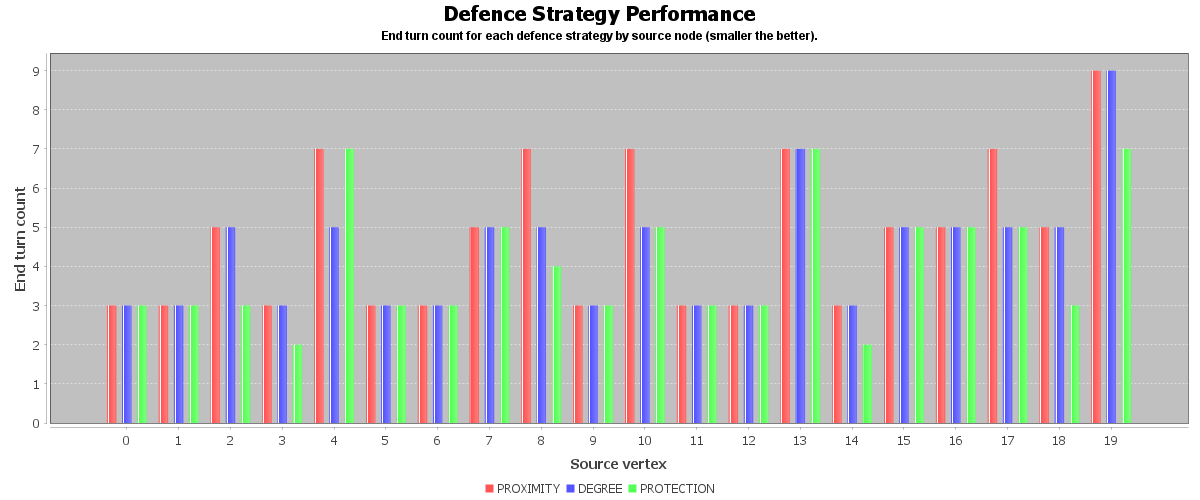 Defence Strategy Performance
End turn count for each defence strategy by source node (smaller the better).
End turn count
9
8
7
6
5
4
3
2
1
0
0 1 2 3 4 5 6 7 8 9 10 11 12 13 14 15 16 17 18 19
Source vertex
PROXIMITY DEGREE PROTECTION